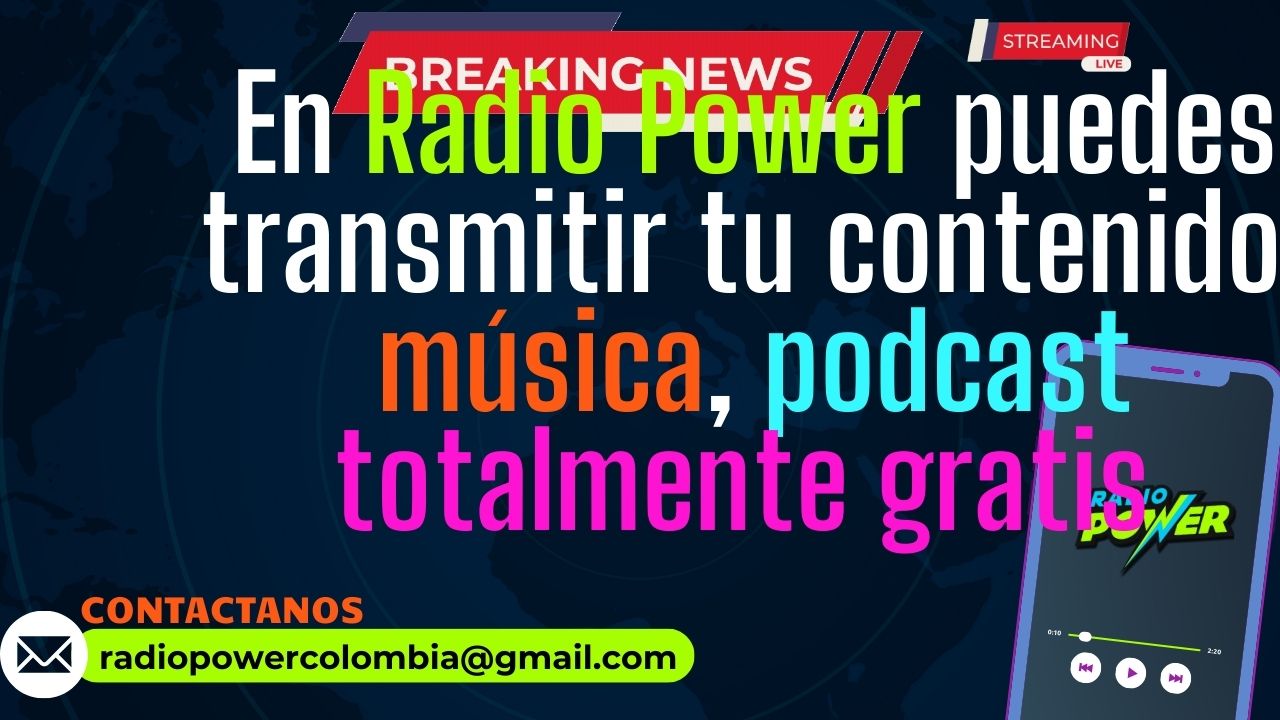 BREAKING NEWS
STREAMING
LIVE
En Radio Power puedes
transmitir tu contenido
música, podcast
totalmente gratis
RADIO
POWER
0:10
2:20
CONTACTANOS
radiopowercolombia@gmail.com